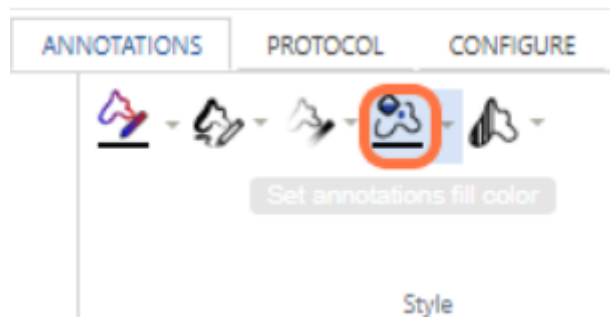 ANNOTATIONS PROTOCOL CONFIGURE
Set annotations fill color
Style